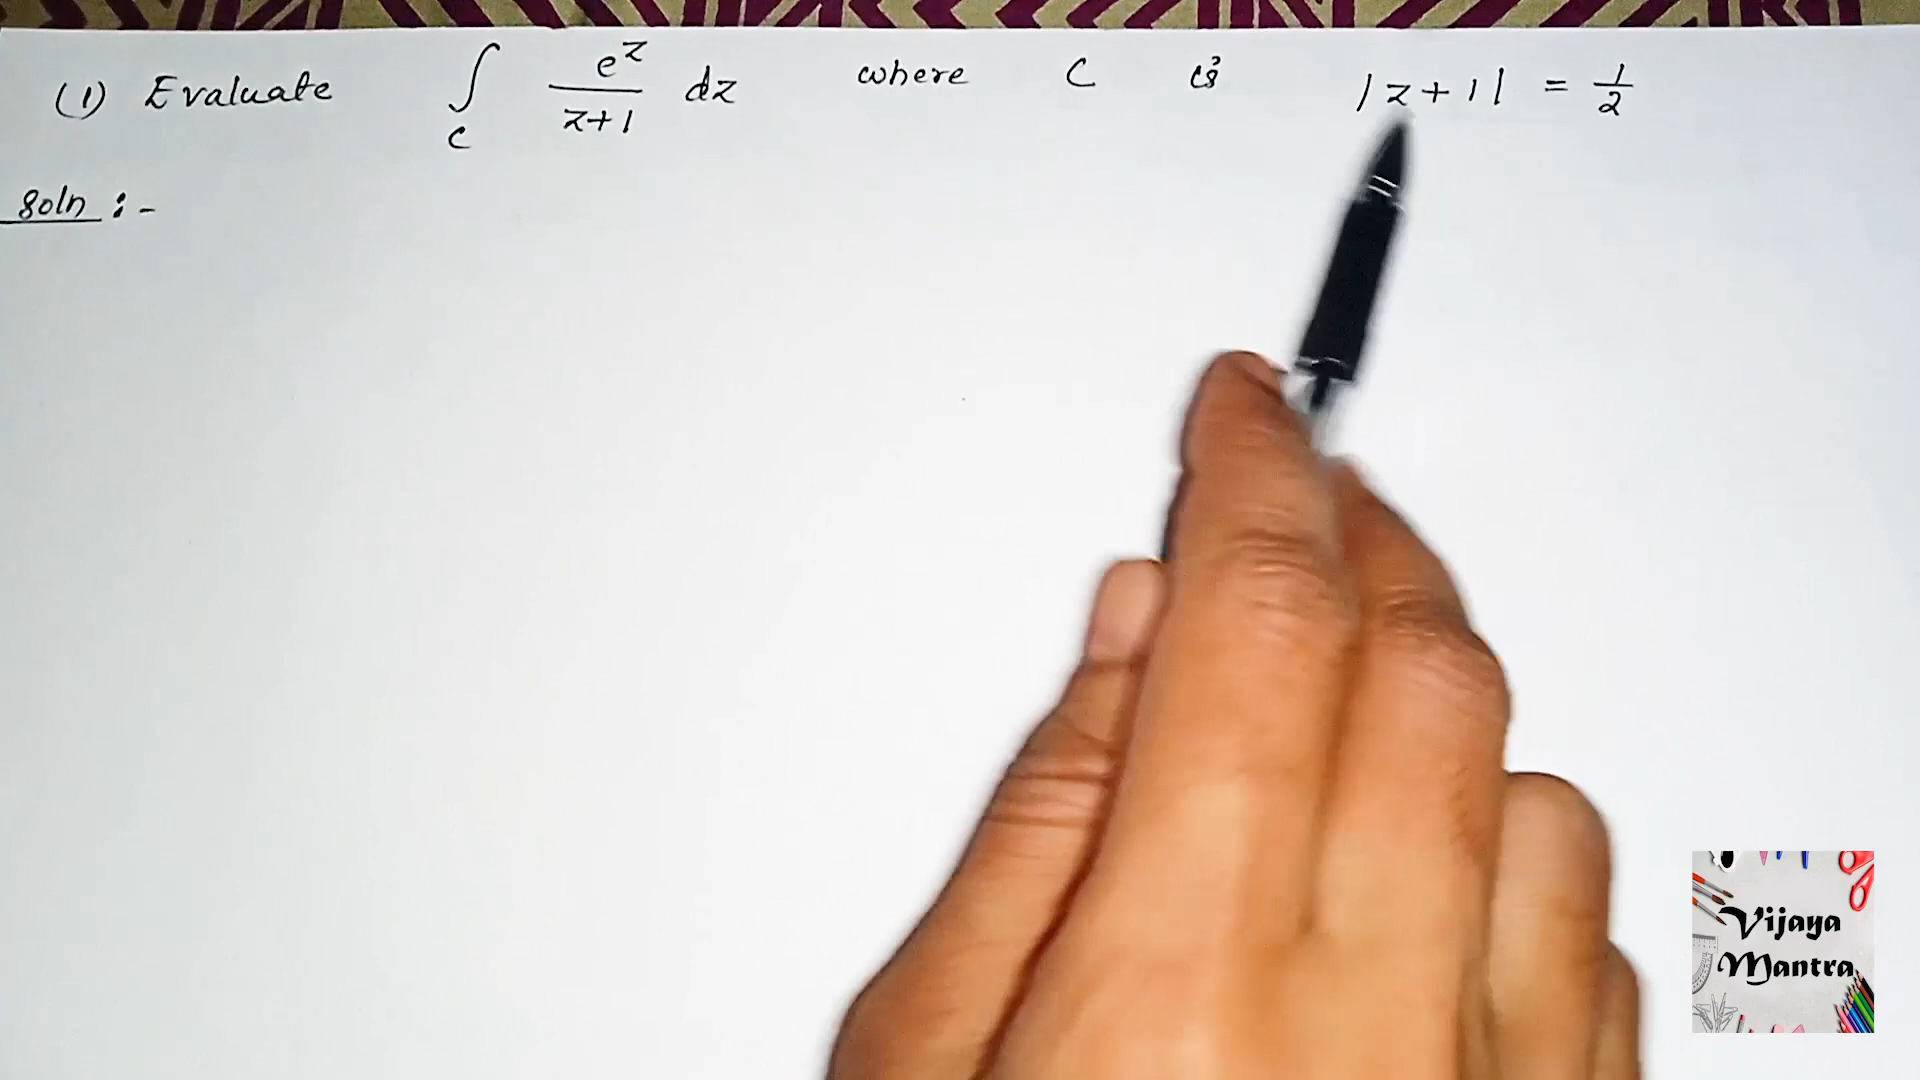 (1) Evaluate ∫_C e^z/(z+1) dz where C is |z+1| = 1/2
Soln :-
Vijaya
Mantra